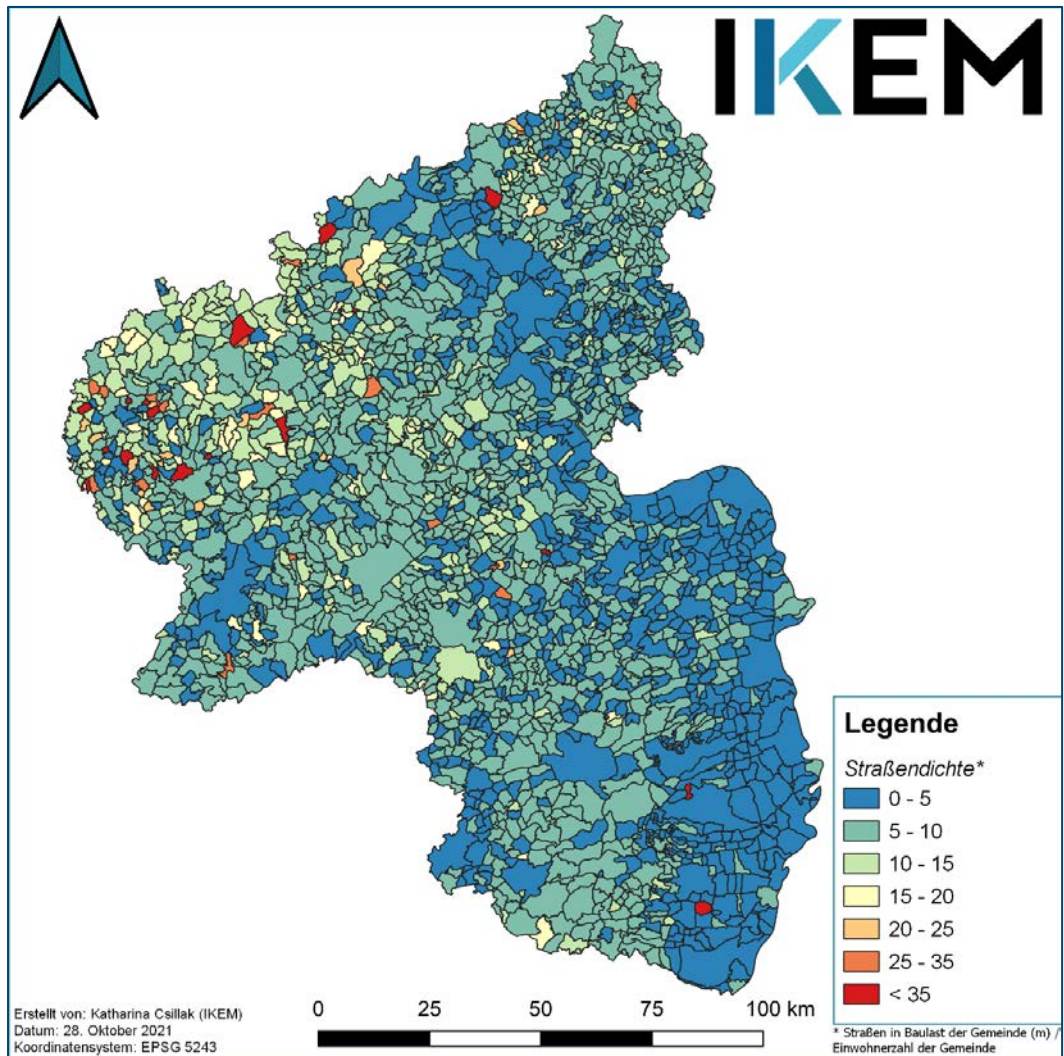 IKEM
Legende
Straßendichte*
0 - 5
5 - 10
10 - 15
15 - 20
20 - 25
25 - 35
< 35
0 25 50 75 100 km
Erstellt von: Katharina Csillak (IKEM)
Datum: 28. Oktober 2021
Koordinatensystem: EPSG 5243
* Straßen in Baulast der Gemeinde (m) /
Einwohnerzahl der Gemeinde